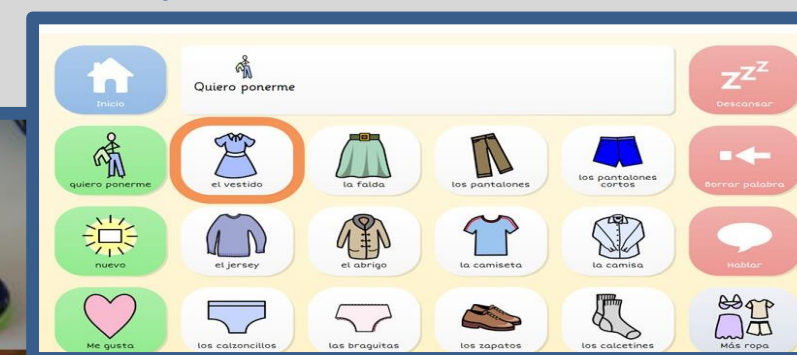 Inicio
Quiero ponerme
zzz
Descansar
quiero ponerme
el vestido
la falda
los pantalones
los pantalones
cortos
Borrar palabra
nuevo
el jersey
el abrigo
la camiseta
la camisa
Hablar
Me gusta
los calzoncillos
las braguitas
los zapatos
los calcetines
Más ropa